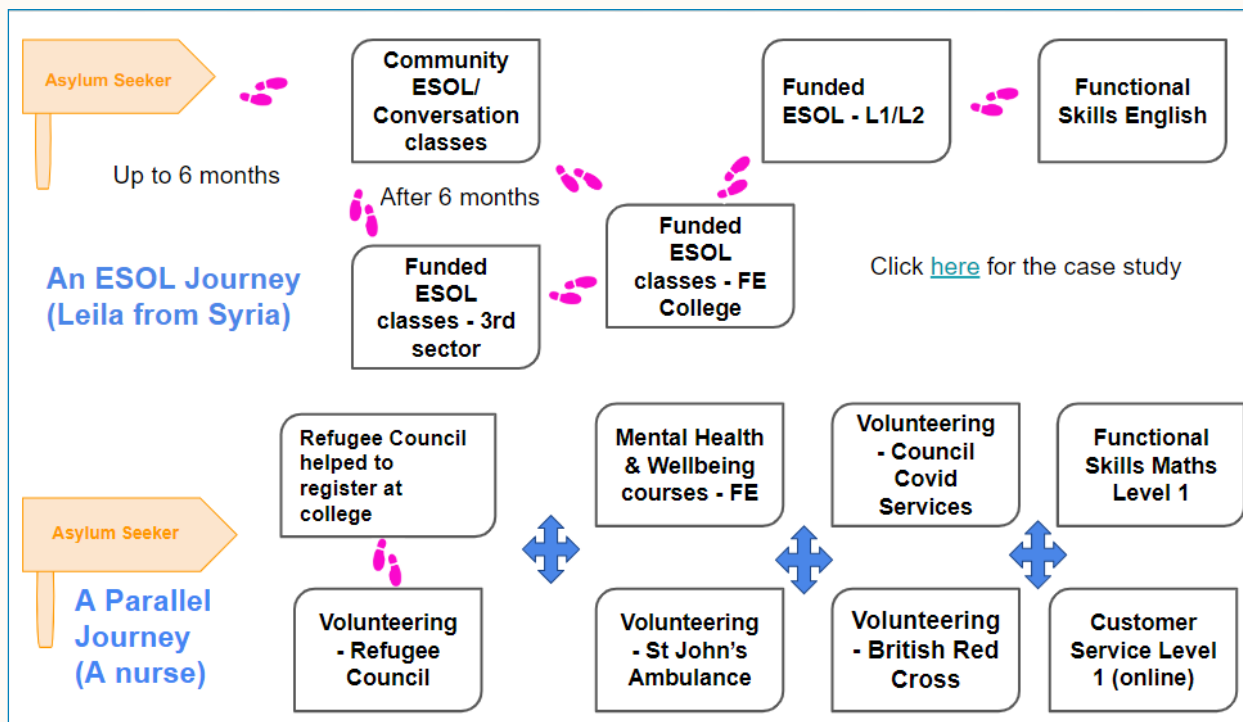 Asylum Seeker
Up to 6 months
Community
ESOL/
Conversation
classes
After 6 months
Funded
ESOL
classes - 3rd
sector
Funded
ESOL
classes - FE
College
Funded
ESOL - L1/L2
Functional
Skills English
An ESOL Journey
(Leila from Syria)
Click here for the case study
Asylum Seeker
A Parallel
Journey
(A nurse)
Refugee Council
helped to
register at
college
Volunteering
- Refugee
Council
Mental Health
& Wellbeing
courses - FE
Volunteering
- St John’s
Ambulance
Volunteering
- Council
Covid
Services
Volunteering
- British Red
Cross
Functional
Skills Maths
Level 1
Customer
Service Level
1 (online)